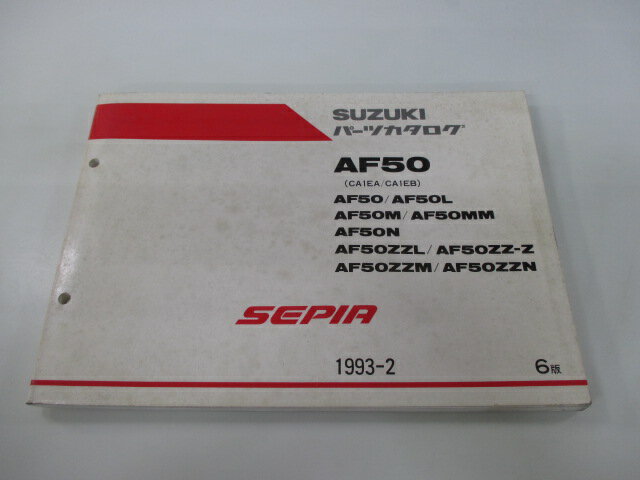 SUZUKI
パーツカタログ
AF50
(CA1EA/CA1EB)
AF50/AF50L
AF50M/AF50MM
AF50N
AF50ZZL/AF50ZZ-Z
AF50ZZM/AF50ZZN
SEPIA
1993-2
6版